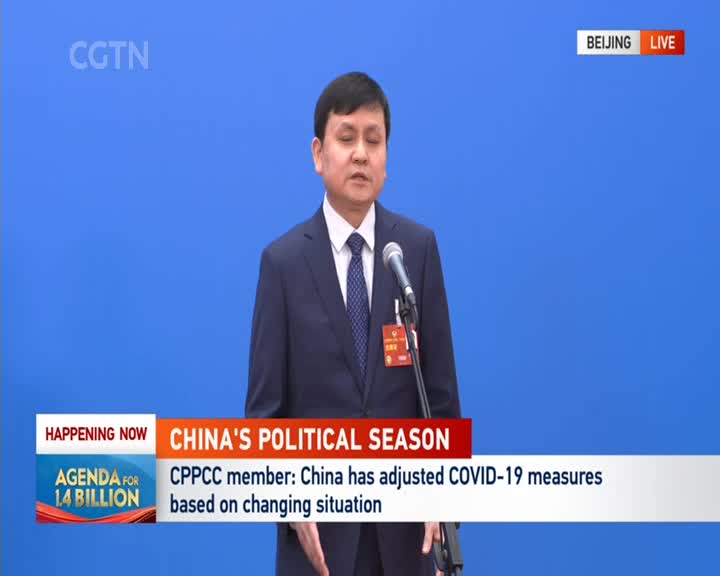 CGTN
BEIJING LIVE
HAPPENING NOW
CHINA'S POLITICAL SEASON
AGENDA FOR
1.4 BILLION
CPPCC member: China has adjusted COVID-19 measures
based on changing situation